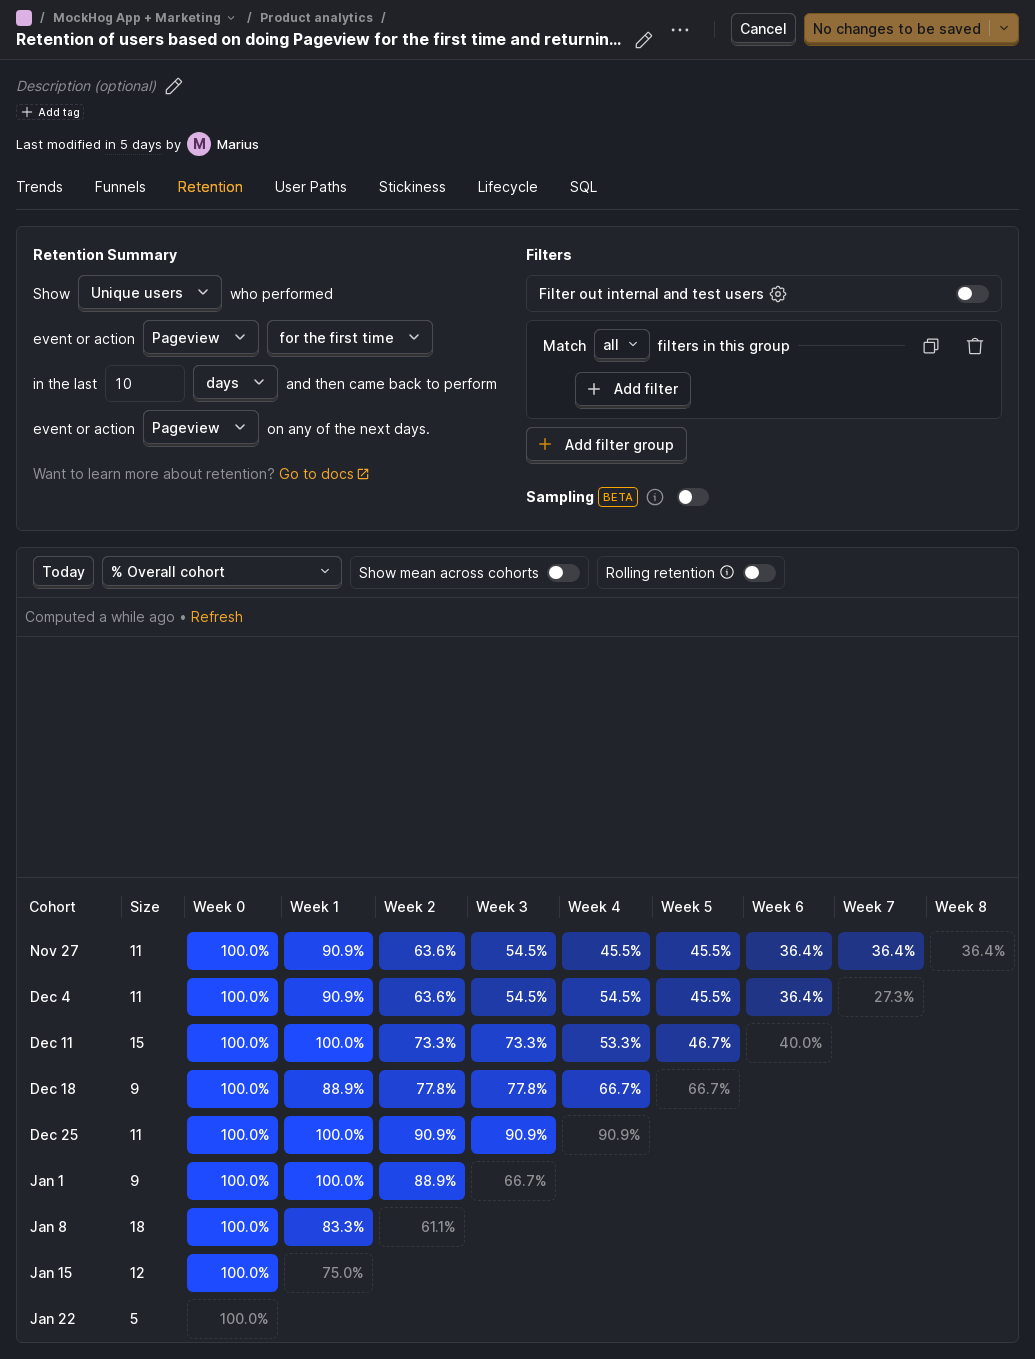 / MockHog App + Marketing / Product analytics /
Retention of users based on doing Pageview for the first time and returnin...
Cancel
No changes to be saved
Description (optional)
Add tag
Last modified in 5 days by M Marius
Trends Funnels Retention User Paths Stickiness Lifecycle SQL
Retention Summary
Show Unique users who performed
event or action Pageview for the first time
in the last 10 days and then came back to perform
event or action Pageview on any of the next days.
Want to learn more about retention? Go to docs
Filters
Filter out internal and test users
Match all filters in this group
Add filter
Add filter group
Sampling BETA
Today % Overall cohort Show mean across cohorts Rolling retention
Computed a while ago • Refresh
Cohort Size Week 0 Week 1 Week 2 Week 3 Week 4 Week 5 Week 6 Week 7 Week 8
Nov 27 11 100.0% 90.9% 63.6% 54.5% 45.5% 45.5% 36.4% 36.4% 36.4%
Dec 4 11 100.0% 90.9% 63.6% 54.5% 54.5% 45.5% 36.4% 27.3%
Dec 11 15 100.0% 100.0% 73.3% 73.3% 53.3% 46.7% 40.0%
Dec 18 9 100.0% 88.9% 77.8% 77.8% 66.7% 66.7%
Dec 25 11 100.0% 100.0% 90.9% 90.9% 90.9%
Jan 1 9 100.0% 100.0% 88.9% 66.7%
Jan 8 18 100.0% 83.3% 61.1%
Jan 15 12 100.0% 75.0%
Jan 22 5 100.0%